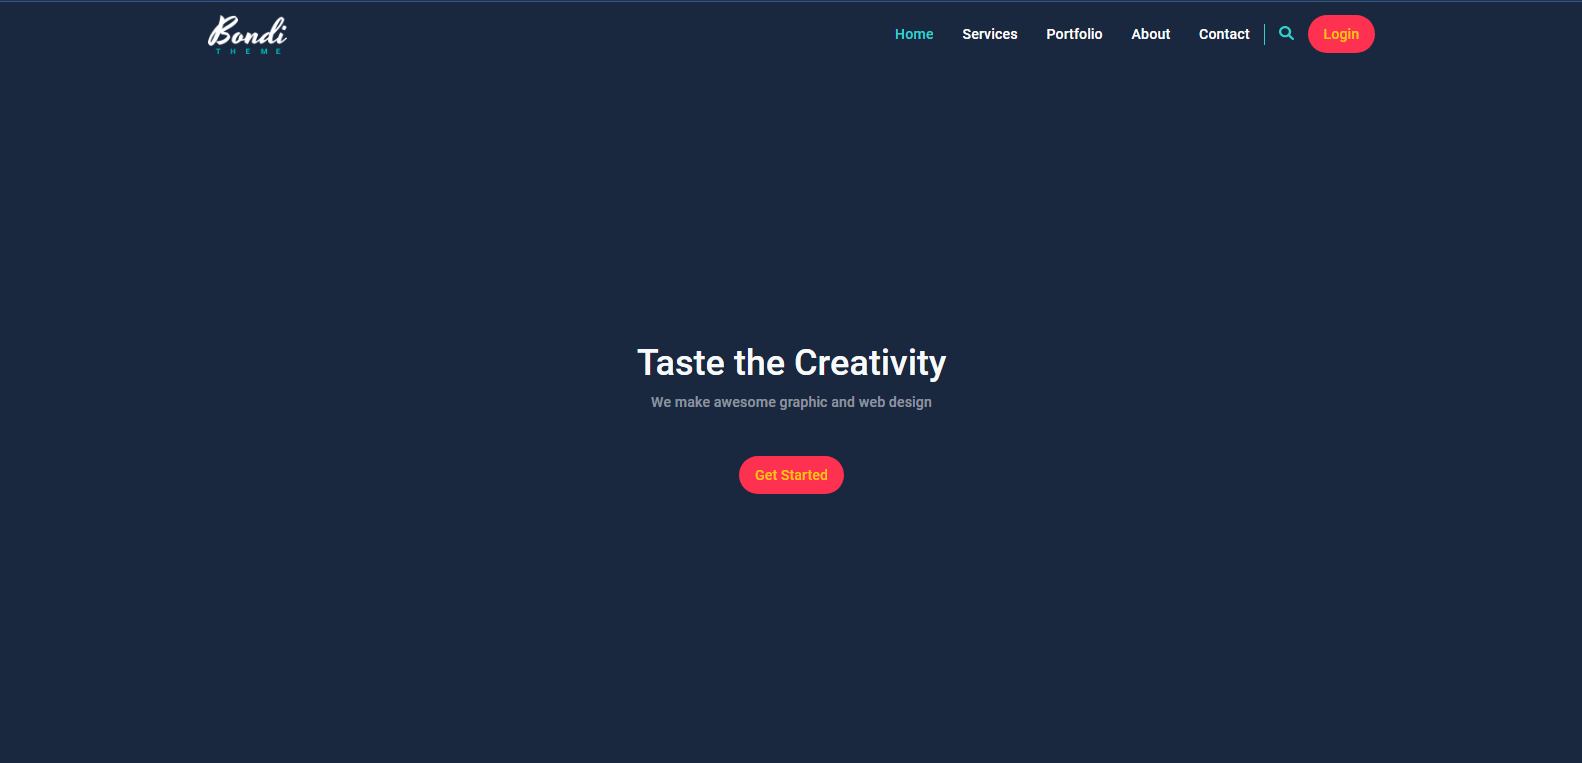 Bondi
THEME
Home Services Portfolio About Contact Login
Taste the Creativity
We make awesome graphic and web design
Get Started